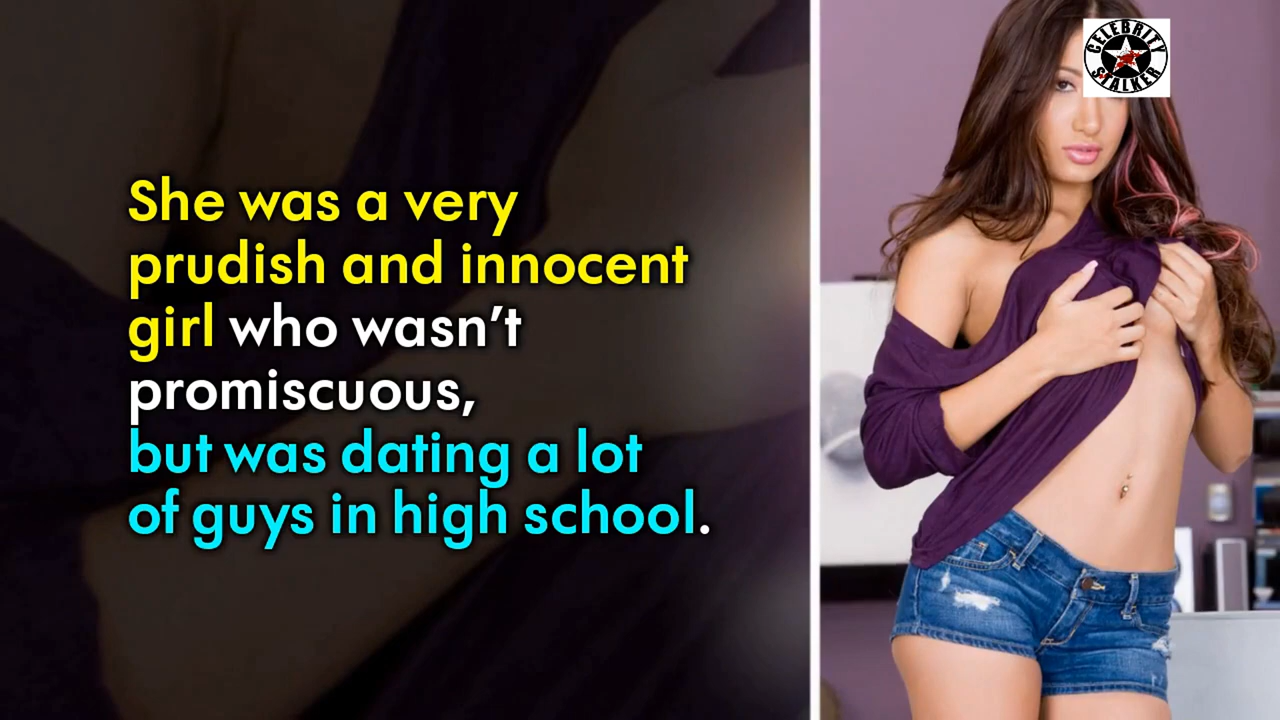 She was a very
prudish and innocent
girl who wasn’t
promiscuous,
but was dating a lot
of guys in high school.
CELEBRITY
STALKER